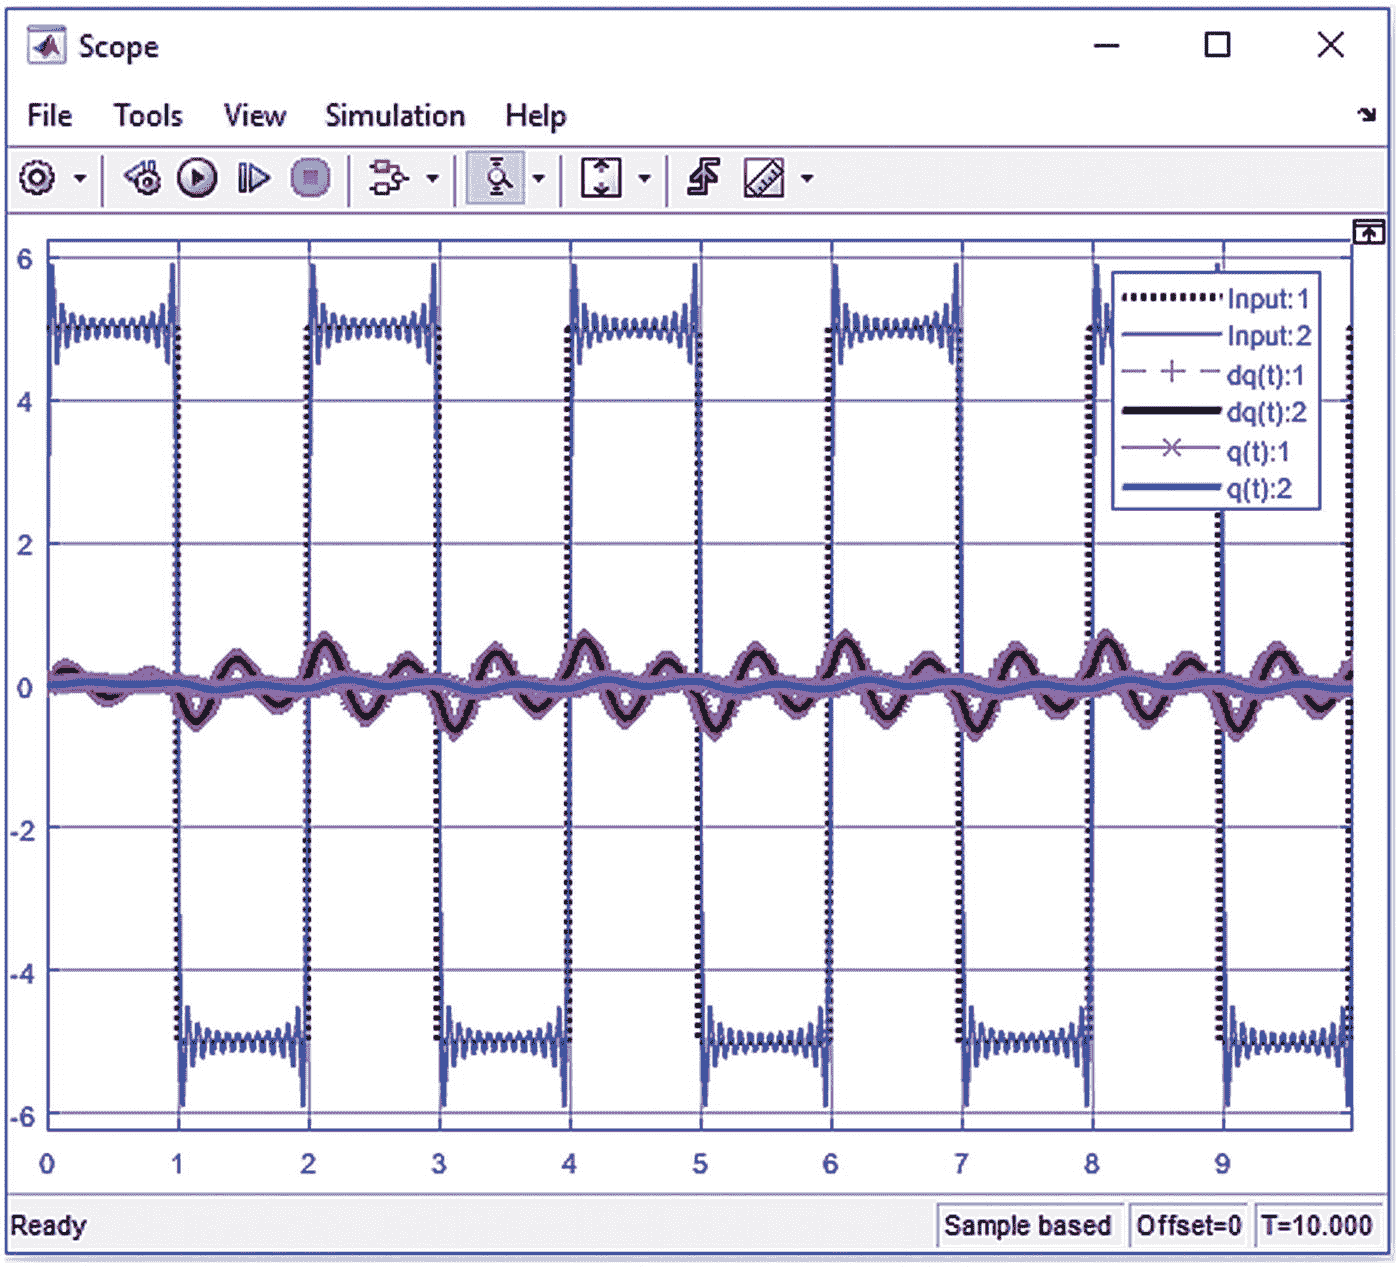 Scope
File Tools View Simulation Help
6
4
2
0
-2
-4
-6
Input:1
Input:2
dq(t):1
dq(t):2
q(t):1
q(t):2
0 1 2 3 4 5 6 7 8 9
Ready Sample based Offset=0 T=10.000